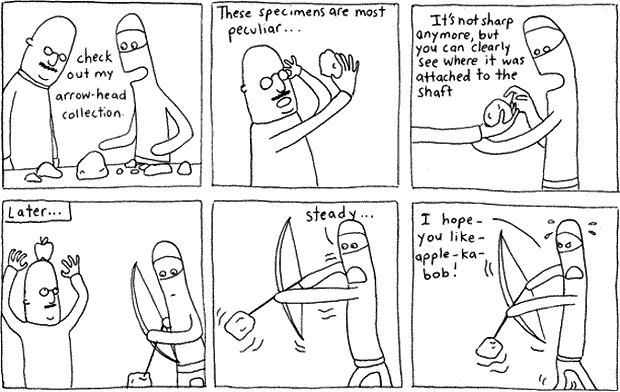 check
out my
arrow-head
collection.
These specimens are most
peculiar...
It's not sharp
anymore, but
you can clearly
see where it was
attached to the
shaft
Later...
steady...
I hope-
you like-
apple-ka-
bob!